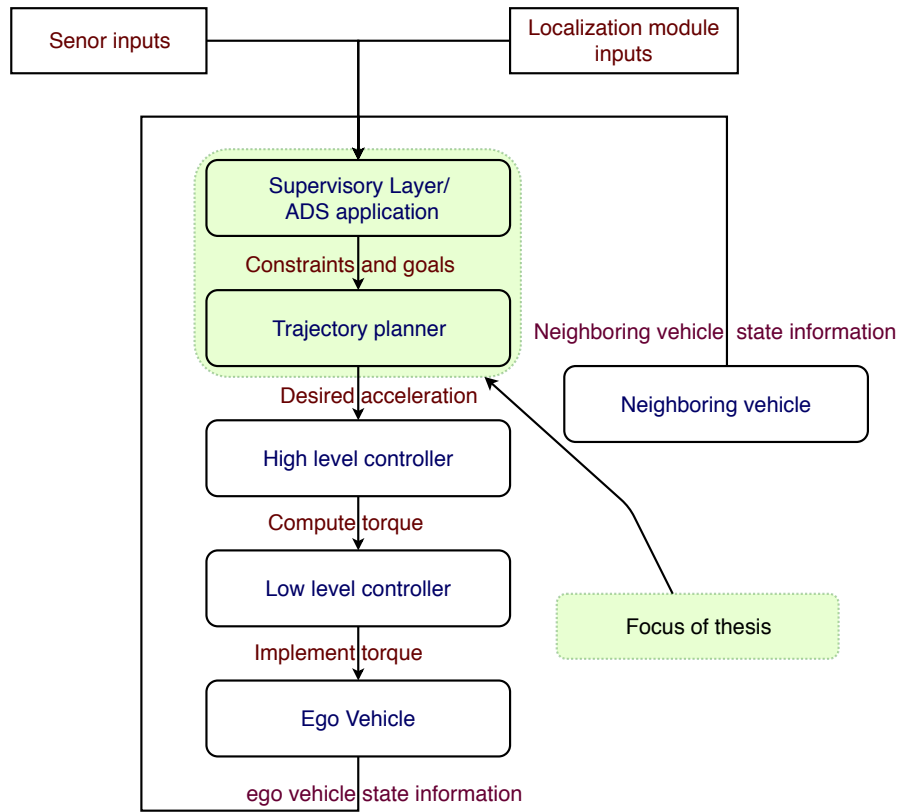 Senor inputs
Localization module
inputs
Supervisory Layer/
ADS application
Constraints and goals
Trajectory planner
Neighboring vehicle state information
Desired acceleration
Neighboring vehicle
High level controller
Compute torque
Low level controller
Focus of thesis
Implement torque
Ego Vehicle
ego vehicle state information